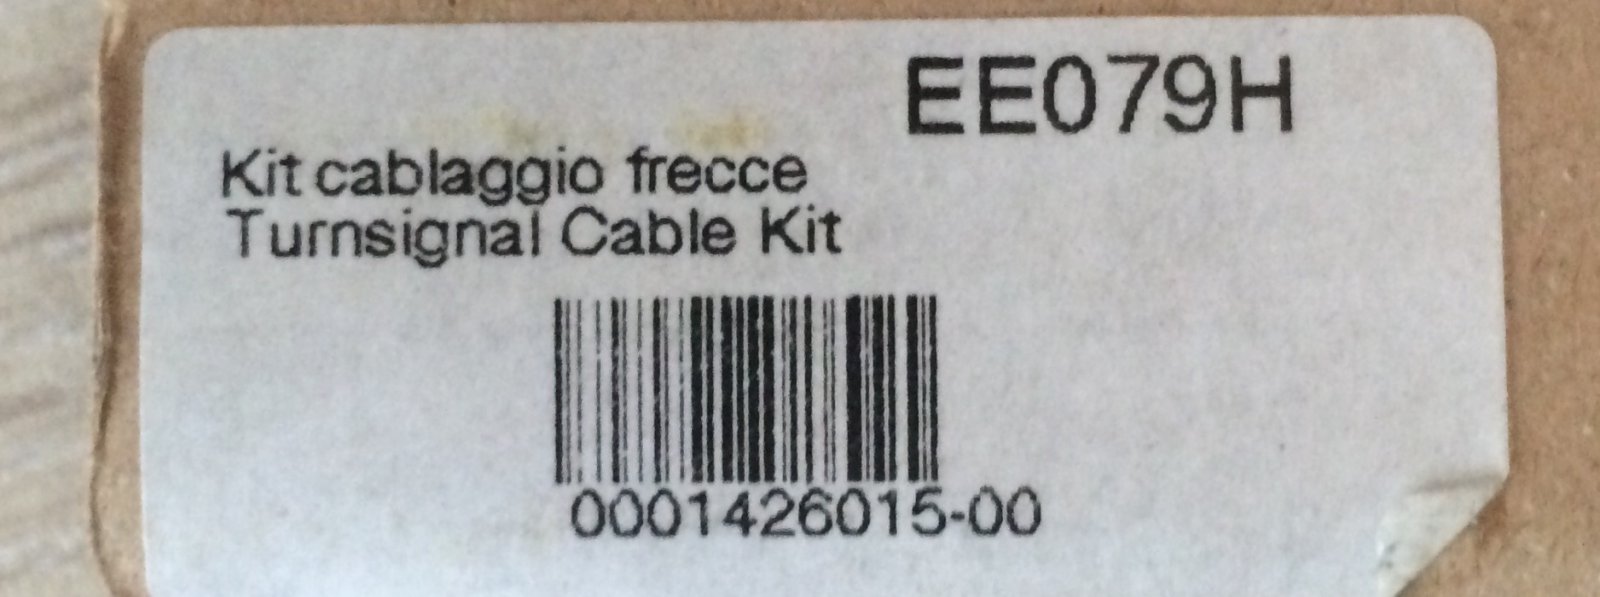 EE079H
Kit cablaggio frecce
Turnsignal Cable Kit
0001426015-00